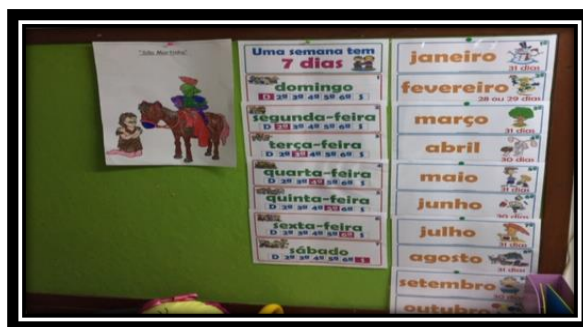 "São Martinho"
Uma semana tem
7 dias
domingo
D 2ª 3ª 4ª 5ª 6ª S
segunda-feira
D 2ª 3ª 4ª 5ª 6ª S
terça-feira
D 2ª 3ª 4ª 5ª 6ª S
quarta-feira
D 2ª 3ª 4ª 5ª 6ª S
quinta-feira
D 2ª 3ª 4ª 5ª 6ª S
sexta-feira
D 2ª 3ª 4ª 5ª 6ª S
sábado
D 2ª 3ª 4ª 5ª 6ª S
janeiro
31 dias
fevereiro
28 ou 29 dias
março
31 dias
abril
30 dias
maio
31 dias
junho
30 dias
julho
31 dias
agosto
31 dias
setembro
30 dias
outubro